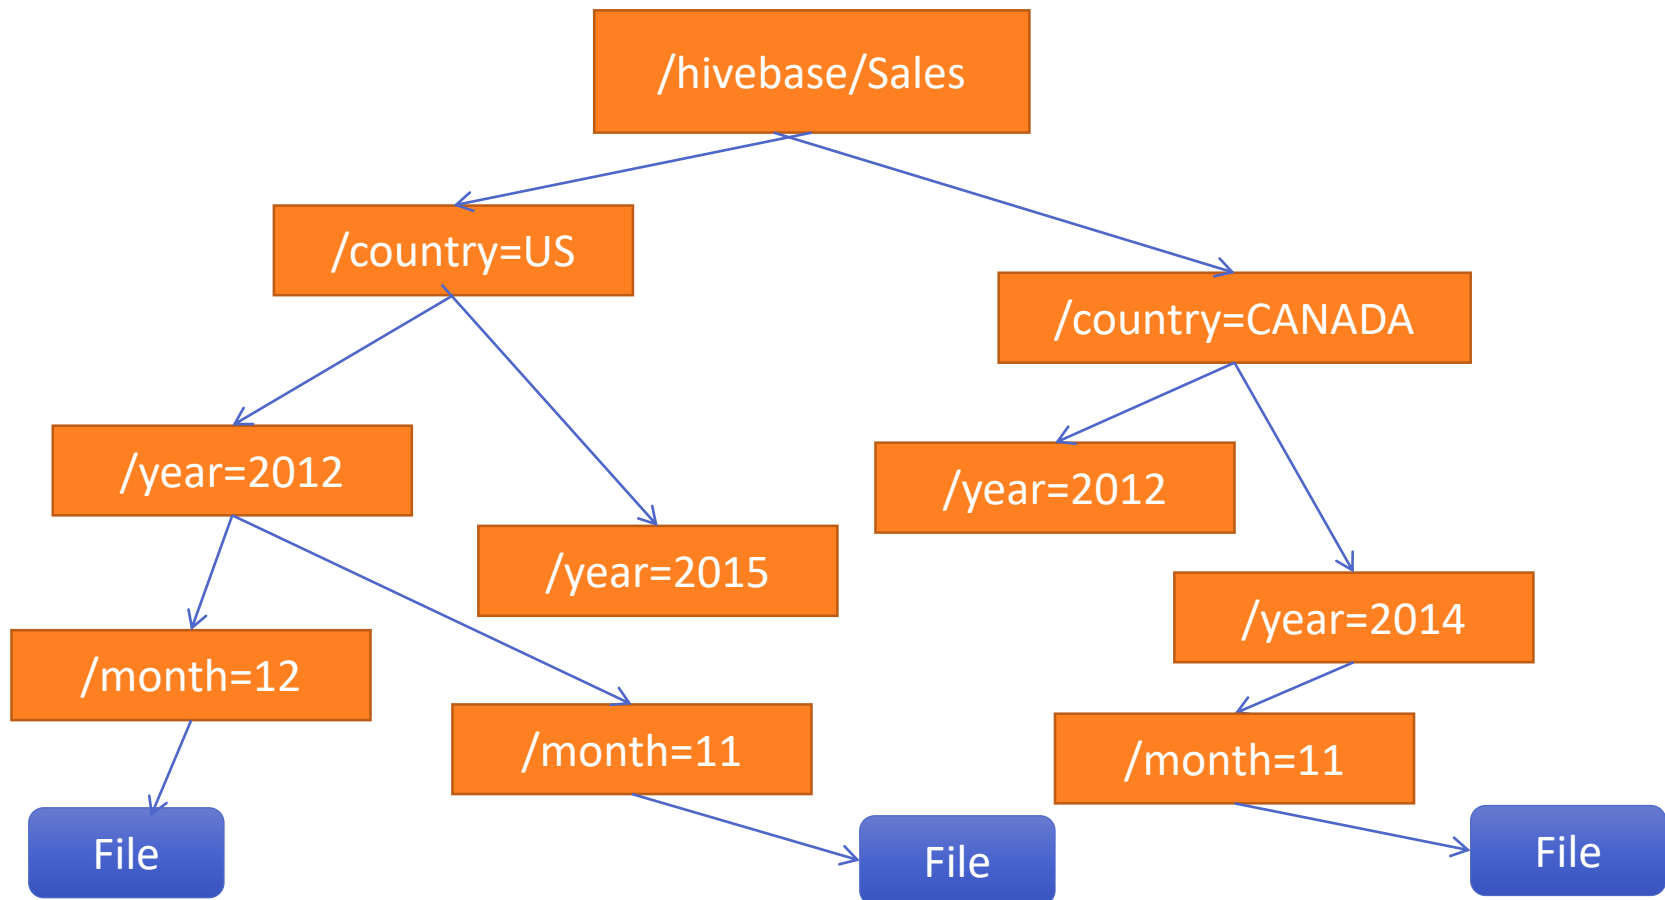 /hivebase/Sales
/country=US
/country=CANADA
/year=2012
/year=2012
/year=2015
/year=2014
/month=12
/month=11
/month=11
File
File
File